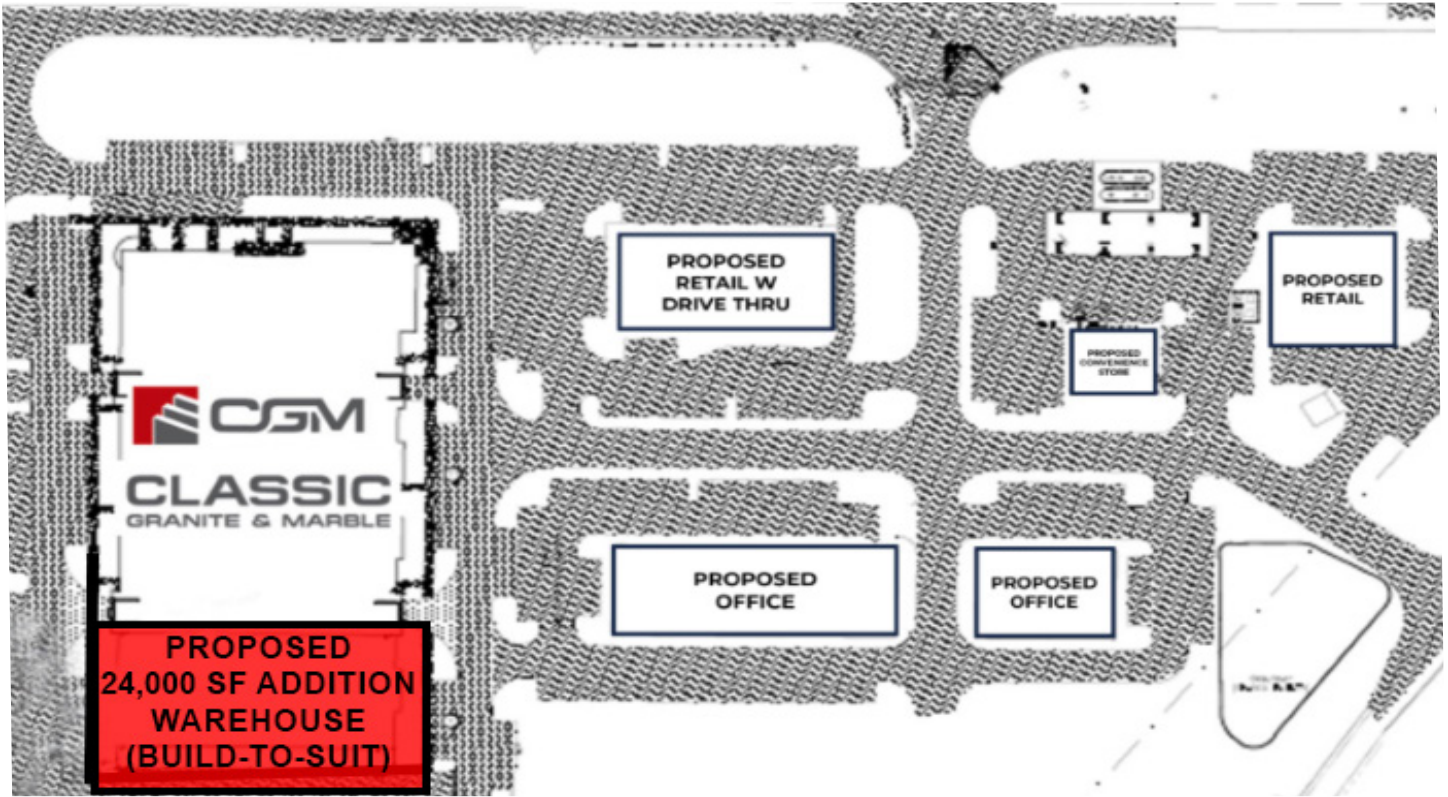 PROPOSED
RETAIL W
DRIVE THRU
PROPOSED
RETAIL
PROPOSED
CONVENIENCE
STORE
CGM
CLASSIC
GRANITE & MARBLE
PROPOSED
OFFICE
PROPOSED
OFFICE
PROPOSED
24,000 SF ADDITION
WAREHOUSE
(BUILD-TO-SUIT)